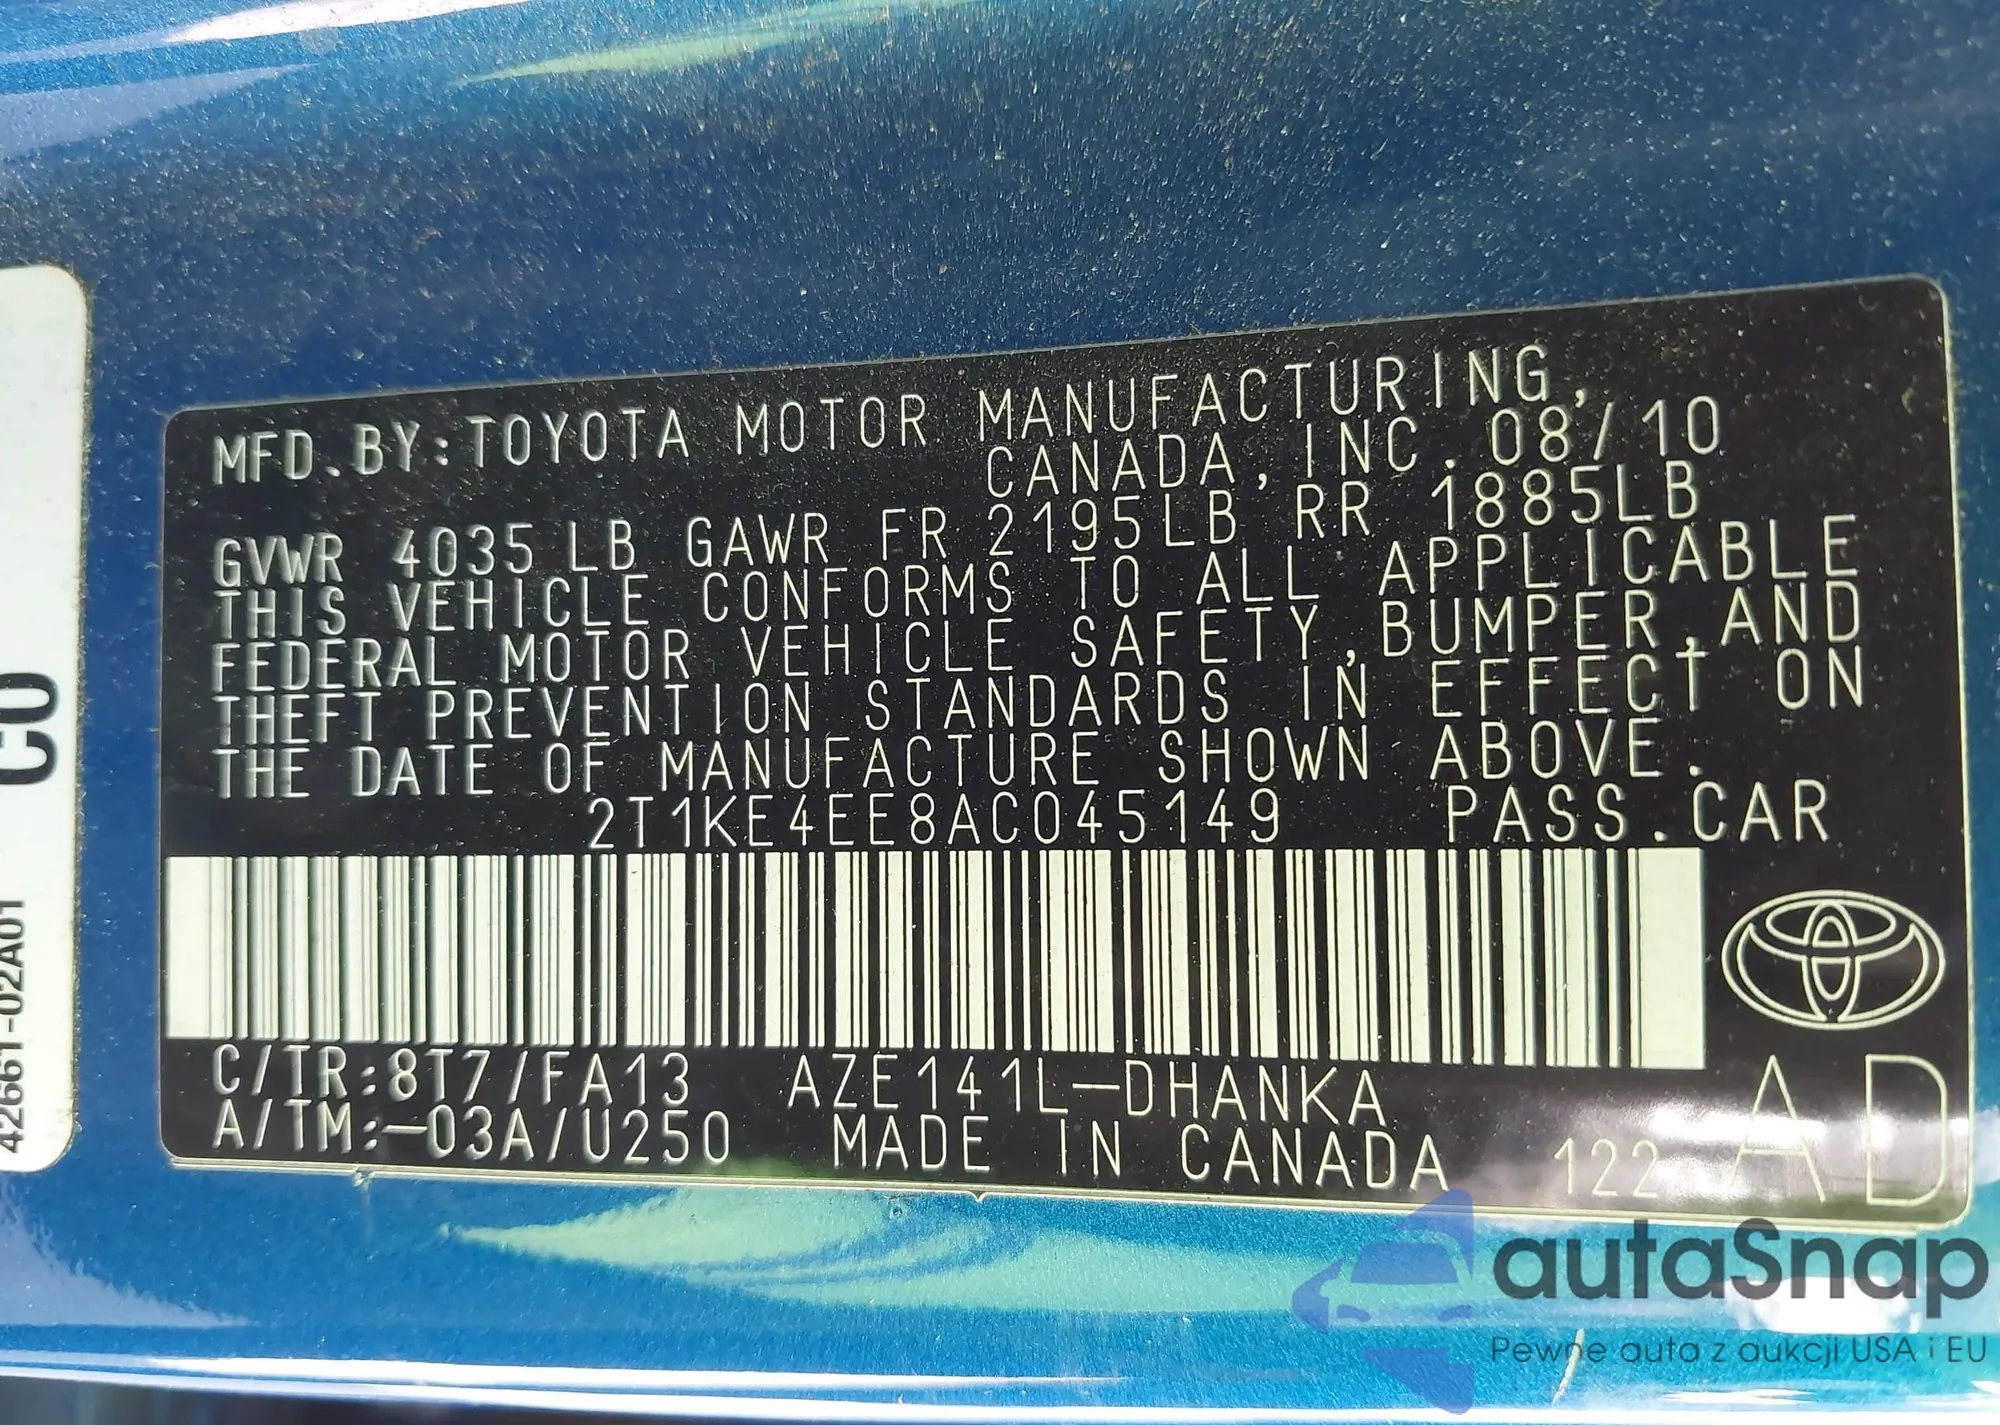 MFD.BY:TOYOTA MOTOR MANUFACTURING,
CANADA, INC. 08/10
GVWR 4035LB GAWR FR 2195LB RR 1885LB
THIS VEHICLE CONFORMS TO ALL APPLICABLE
FEDERAL MOTOR VEHICLE SAFETY, BUMPER, AND
THEFT PREVENTION STANDARDS IN EFFECT ON
THE DATE OF MANUFACTURE SHOWN ABOVE.
2T1KE4EE8AC045149 PASS.CAR
C/TR:8T7/FA13 AZE141L-DHANKA
A/TM:-03A/U250 MADE IN CANADA 122 AD
42661-02A01
C0
autaSnap
Pewne auta z aukcji USA i EU